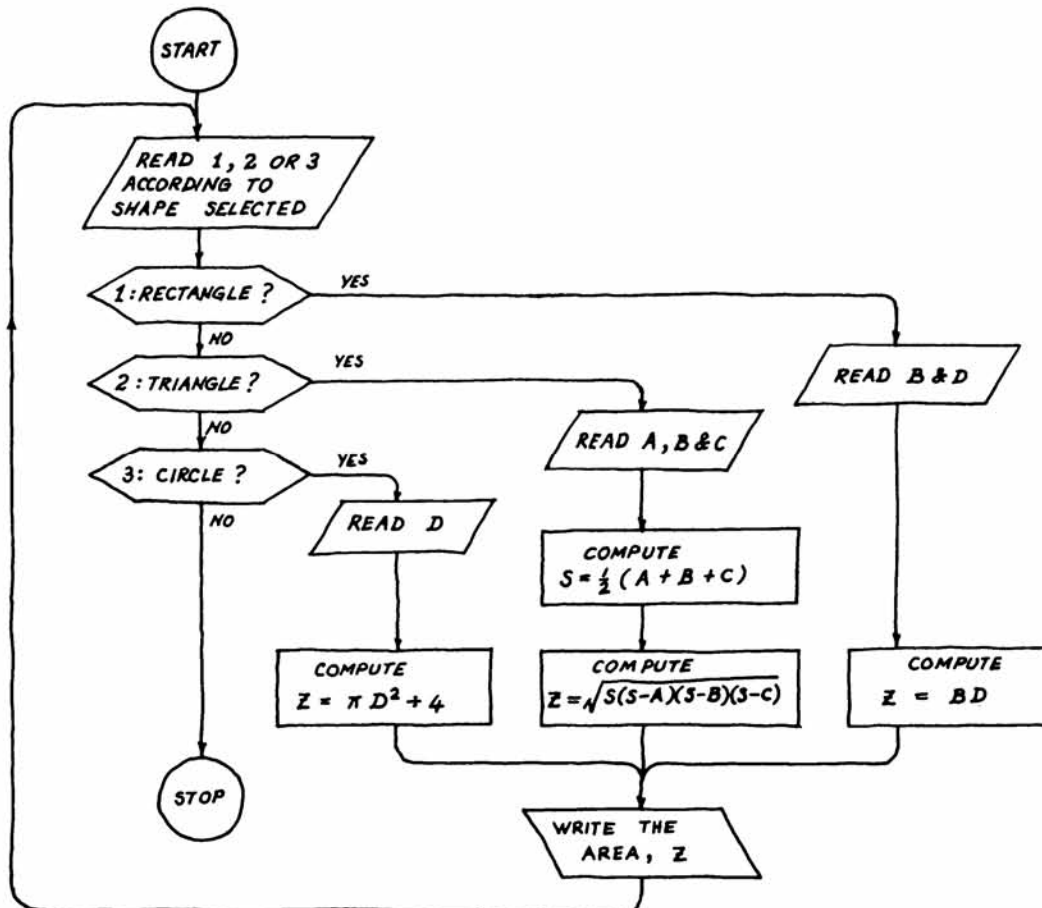 START
READ 1, 2 OR 3
ACCORDING TO
SHAPE SELECTED
1: RECTANGLE ?
YES
NO
2: TRIANGLE ?
YES
NO
3: CIRCLE ?
YES
NO
STOP
READ D
COMPUTE
Z = π D² + 4
READ A, B & C
COMPUTE
S = ½ (A + B + C)
COMPUTE
Z = √S(S-A)(S-B)(S-C)
READ B & D
COMPUTE
Z = BD
WRITE THE
AREA, Z